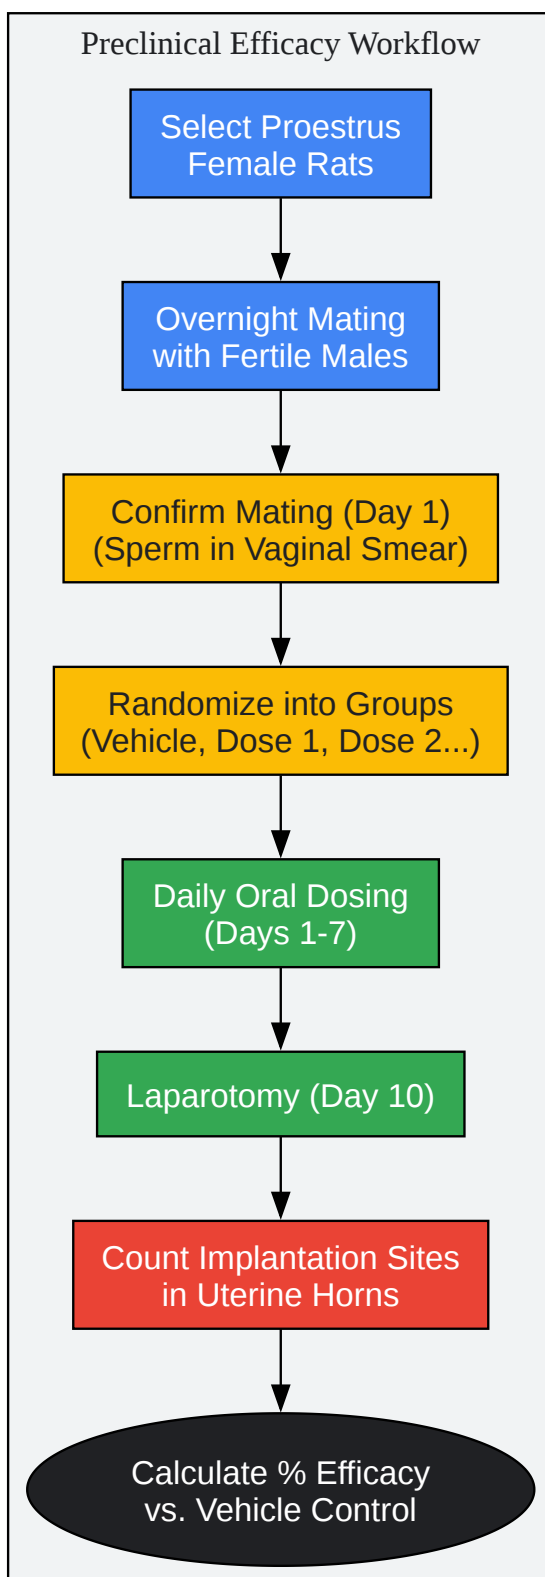 Preclinical Efficacy Workflow
Select Proestrus
Female Rats
Overnight Mating
with Fertile Males
Confirm Mating (Day 1)
(Sperm in Vaginal Smear)
Randomize into Groups
(Vehicle, Dose 1, Dose 2...)
Daily Oral Dosing
(Days 1-7)
Laparotomy (Day 10)
Count Implantation Sites
in Uterine Horns
Calculate % Efficacy
vs. Vehicle Control